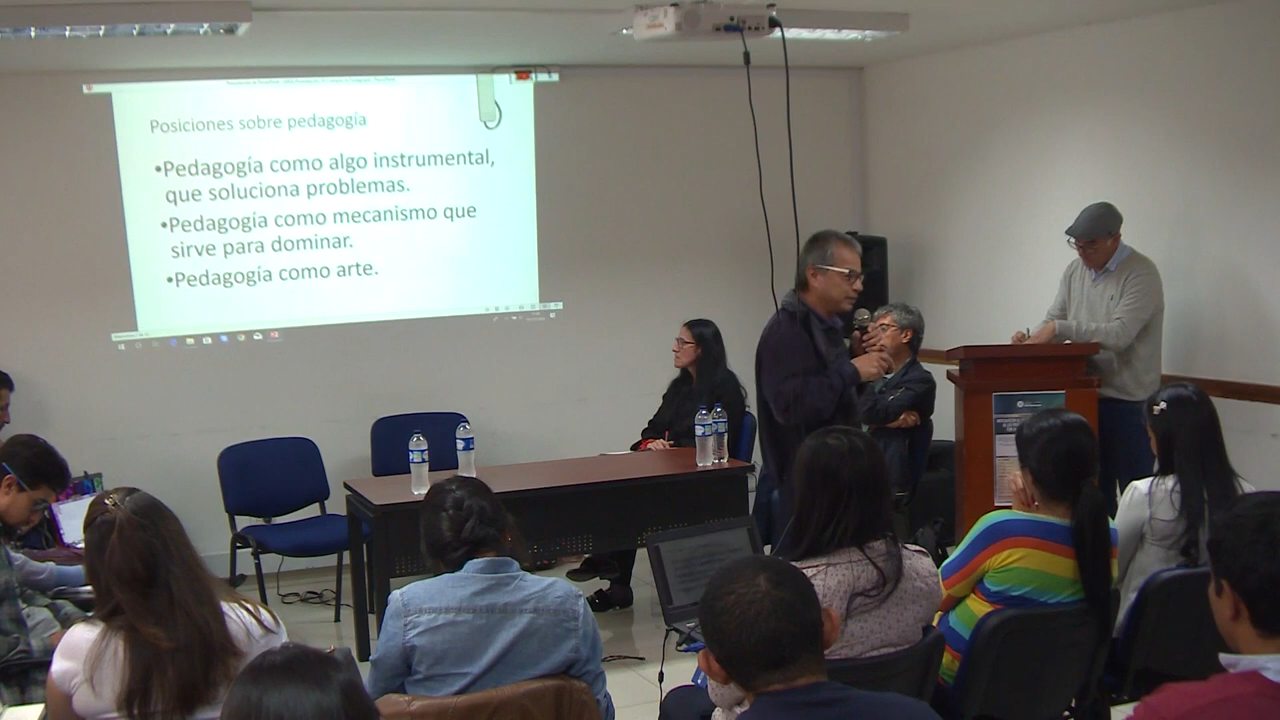 Posiciones sobre pedagogía
•Pedagogía como algo instrumental,
que soluciona problemas.
•Pedagogía como mecanismo que
sirve para dominar.
•Pedagogía como arte.